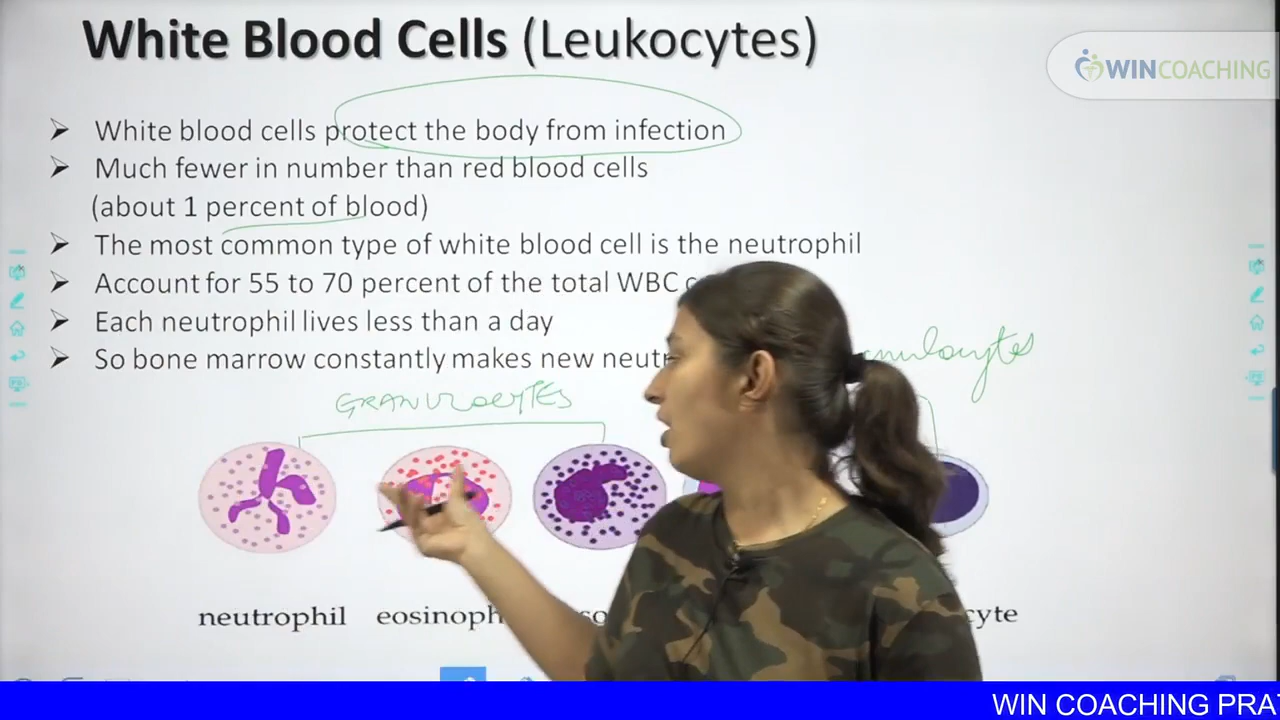 White Blood Cells (Leukocytes)
WINCOACHING
White blood cells protect the body from infection
Much fewer in number than red blood cells
(about 1 percent of blood)
The most common type of white blood cell is the neutrophil
Account for 55 to 70 percent of the total WBC
Each neutrophil lives less than a day
So bone marrow constantly makes new neut
GRANULOCYTES
neutrophil eosinoph
WIN COACHING PRA